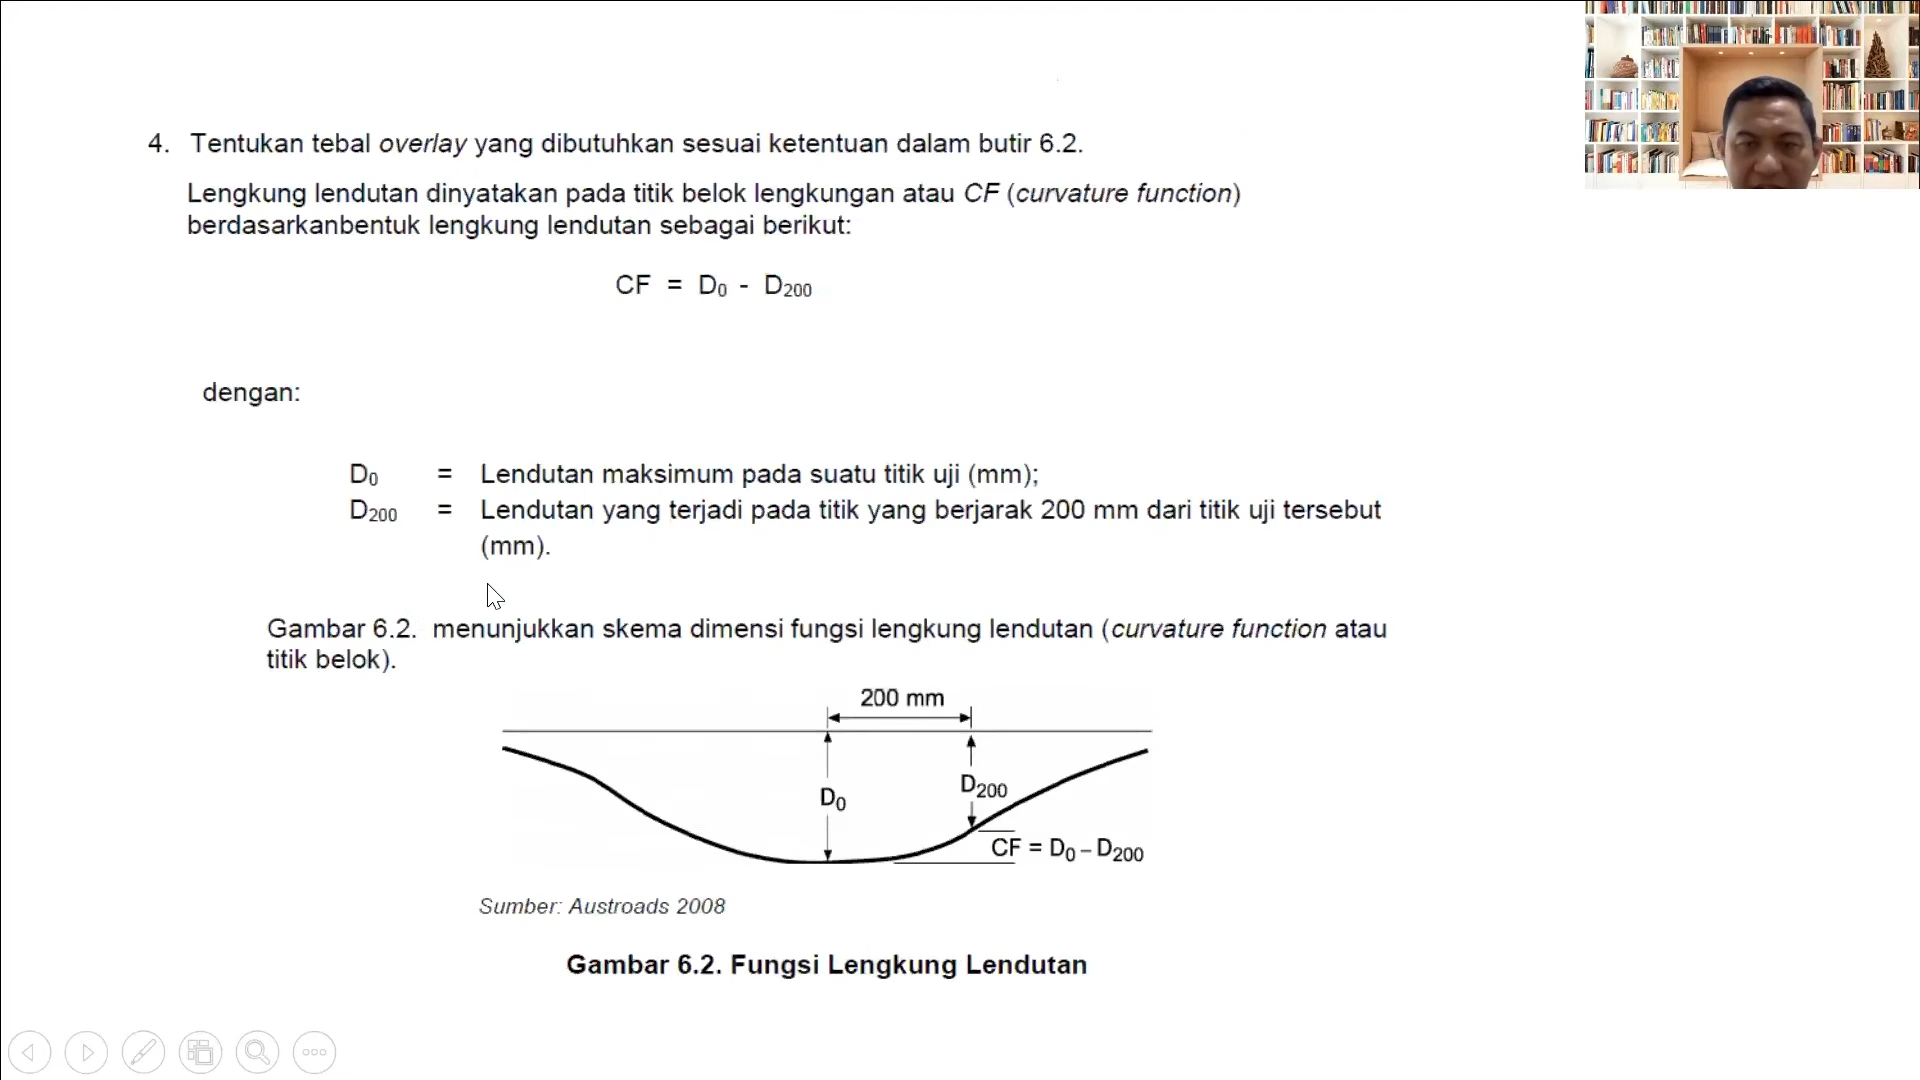 4. Tentukan tebal overlay yang dibutuhkan sesuai ketentuan dalam butir 6.2.
Lengkung lendutan dinyatakan pada titik belok lengkungan atau CF (curvature function)
berdasarkanbentuk lengkung lendutan sebagai berikut:
CF = D0 - D200
dengan:
D0 = Lendutan maksimum pada suatu titik uji (mm);
D200 = Lendutan yang terjadi pada titik yang berjarak 200 mm dari titik uji tersebut
(mm).
Gambar 6.2. menunjukkan skema dimensi fungsi lengkung lendutan (curvature function atau
titik belok).
200 mm
D200
D0
CF = D0 – D200
Sumber: Austroads 2008
Gambar 6.2. Fungsi Lengkung Lendutan